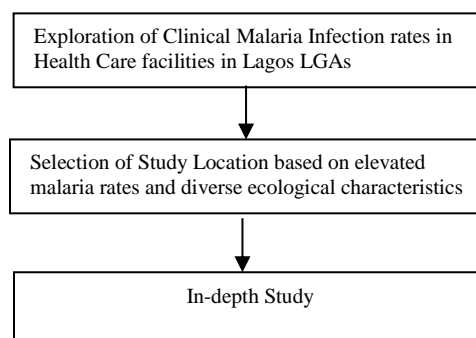 Exploration of Clinical Malaria Infection rates in
Health Care facilities in Lagos LGAs
Selection of Study Location based on elevated
malaria rates and diverse ecological characteristics
In-depth Study